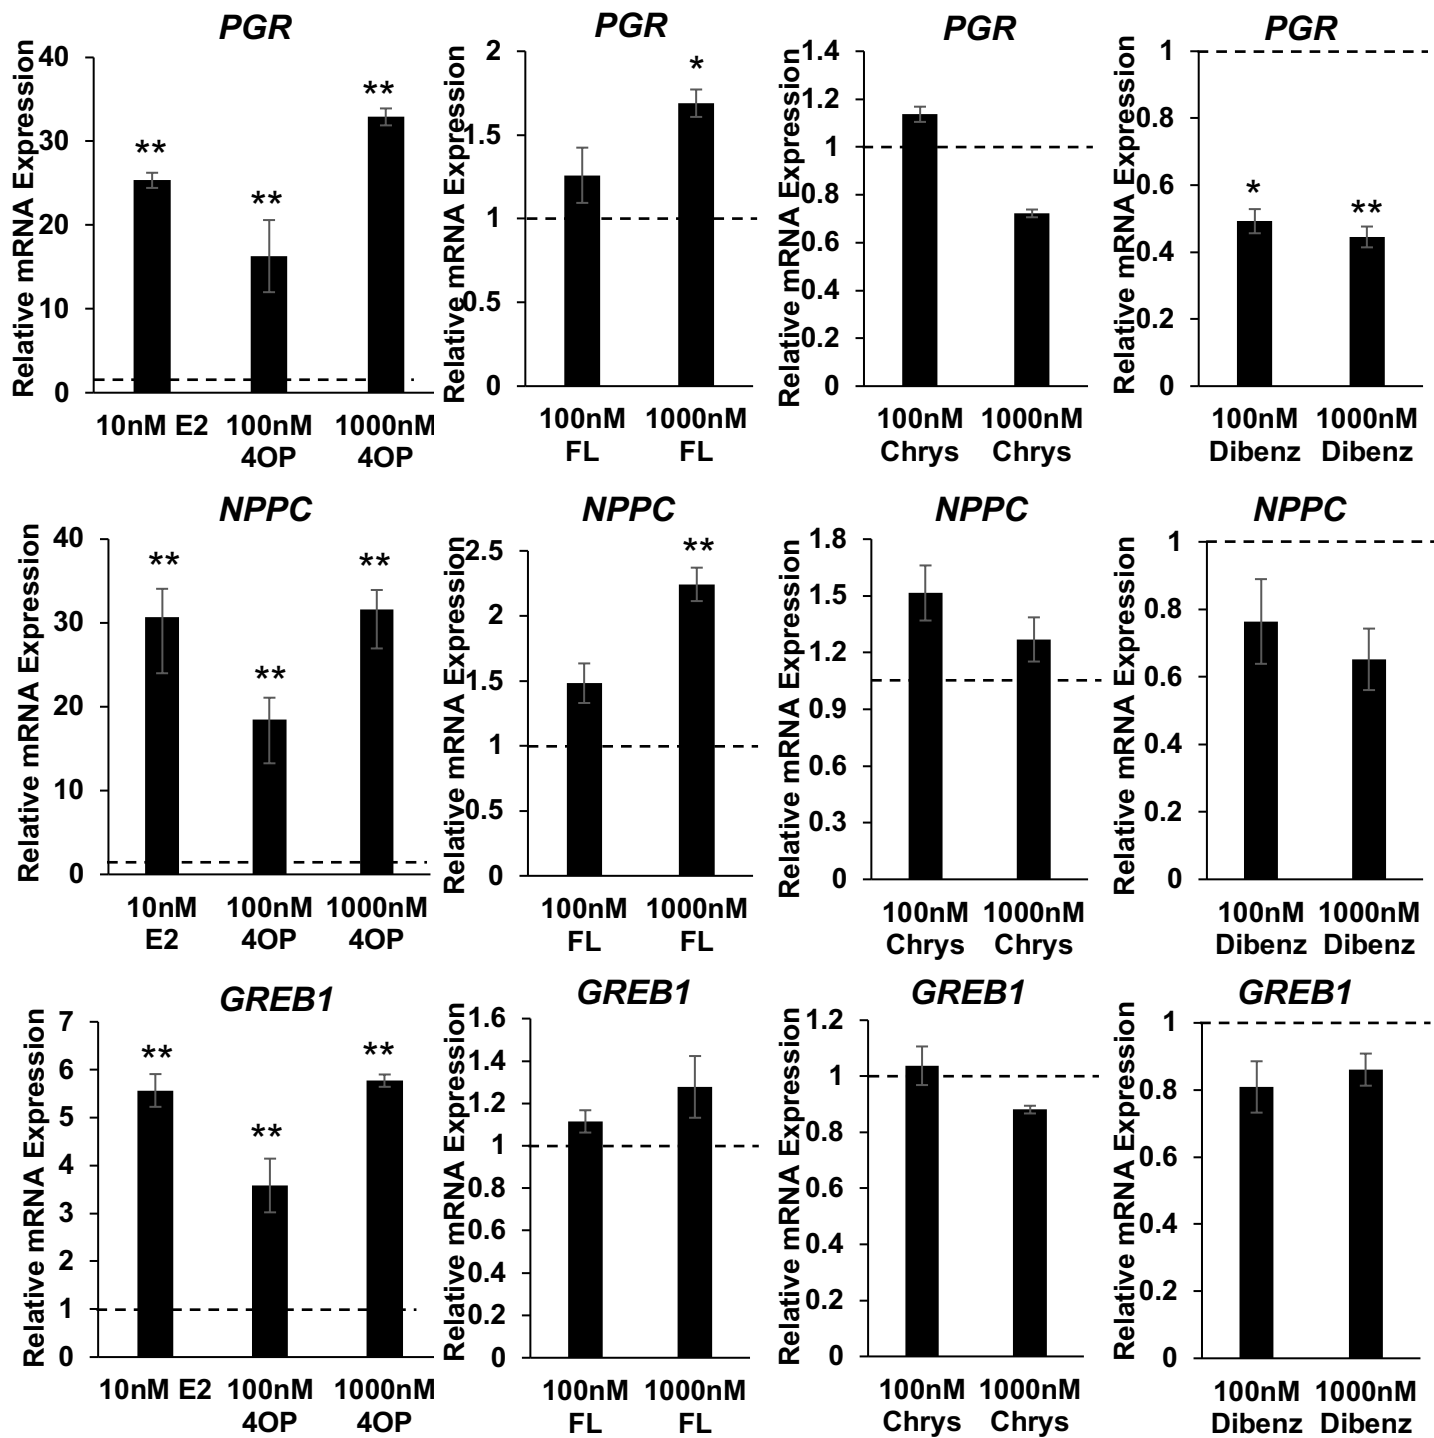 PGR
Relative mRNA Expression
40
30
20
10
0
**
**
**
10nM E2 100nM 1000nM
4OP 4OP
PGR
Relative mRNA Expression
2
1.5
1
0.5
0
*
100nM 1000nM
FL FL
PGR
Relative mRNA Expression
1.4
1.2
1
0.8
0.6
0.4
0.2
0
100nM 1000nM
Chrys Chrys
PGR
Relative mRNA Expression
1
0.8
0.6
0.4
0.2
0
*
**
100nM 1000nM
Dibenz Dibenz
NPPC
Relative mRNA Expression
40
30
20
10
0
**
**
**
10nM 100nM 1000nM
E2 4OP 4OP
NPPC
Relative mRNA Expression
2.5
2
1.5
1
0.5
0
**
100nM 1000nM
FL FL
NPPC
Relative mRNA Expression
1.8
1.5
1.2
0.9
0.6
0.3
0
100nM 1000nM
Chrys Chrys
NPPC
Relative mRNA Expression
1
0.8
0.6
0.4
0.2
0
100nM 1000nM
Dibenz Dibenz
GREB1
Relative mRNA Expression
7
6
5
4
3
2
1
0
**
**
**
10nM E2 100nM 1000nM
4OP 4OP
GREB1
Relative mRNA Expression
1.6
1.4
1.2
1
0.8
0.6
0.4
0.2
0
100nM 1000nM
FL FL
GREB1
Relative mRNA Expression
1.2
1
0.8
0.6
0.4
0.2
0
100nM 1000nM
Chrys Chrys
GREB1
Relative mRNA Expression
1
0.8
0.6
0.4
0.2
0
100nM 1000nM
Dibenz Dibenz